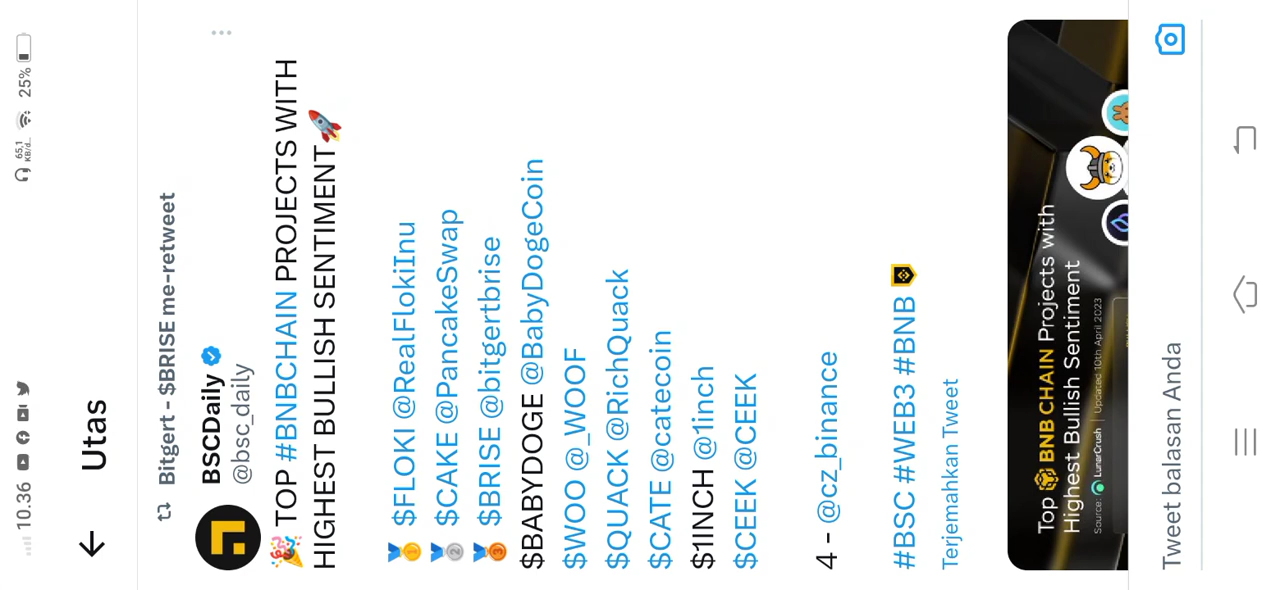 10.36
65,1
KB/d...
25%
Utas
Bitgert - $BRISE me-retweet
BSCDaily
@bsc_daily
TOP #BNBCHAIN PROJECTS WITH
HIGHEST BULLISH SENTIMENT
$FLOKI @RealFlokiInu
$CAKE @PancakeSwap
$BRISE @bitgertbrise
$BABYDOGE @BabyDogeCoin
$WOO @_WOOF
$QUACK @RichQuack
$CATE @catecoin
$1INCH @1inch
$CEEK @CEEK
4 - @cz_binance
#BSC #WEB3 #BNB
Terjemahkan Tweet
Top BNB CHAIN Projects with
Highest Bullish Sentiment
Source: LunarCrush | Updated 10th April 2023
Tweet balasan Anda